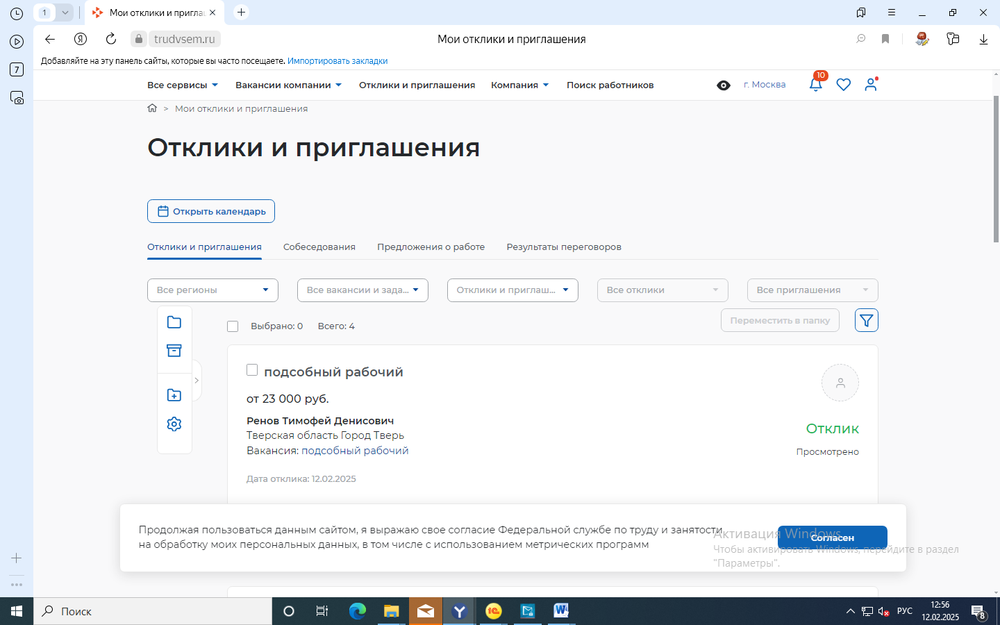 1
Мои отклики и пригла
Я
trudvsem.ru
Мои отклики и приглашения
7
Добавляйте на эту панель сайты, которые вы часто посещаете. Импортировать закладки
Все сервисы
Вакансии компании
Отклики и приглашения
Компания
Поиск работников
г. Москва
10
> Мои отклики и приглашения
Отклики и приглашения
Открыть календарь
Отклики и приглашения
Собеседования
Предложения о работе
Результаты переговоров
Все регионы
Все вакансии и зада...
Отклики и приглаш...
Все отклики
Все приглашения
Выбрано: 0
Всего: 4
Переместить в папку
подсобный рабочий
от 23 000 руб.
Ренов Тимофей Денисович
Тверская область Город Тверь
Вакансия: подсобный рабочий
Отклик
Просмотрено
Дата отклика: 12.02.2025
Продолжая пользоваться данным сайтом, я выражаю свое согласие Федеральной службе по труду и занятости
на обработку моих персональных данных, в том числе с использованием метрических программ
Согласен
Активация Windows
Чтобы активировать Windows, перейдите в раздел
"Параметры".
Поиск
РУС
12:56
12.02.2025
8